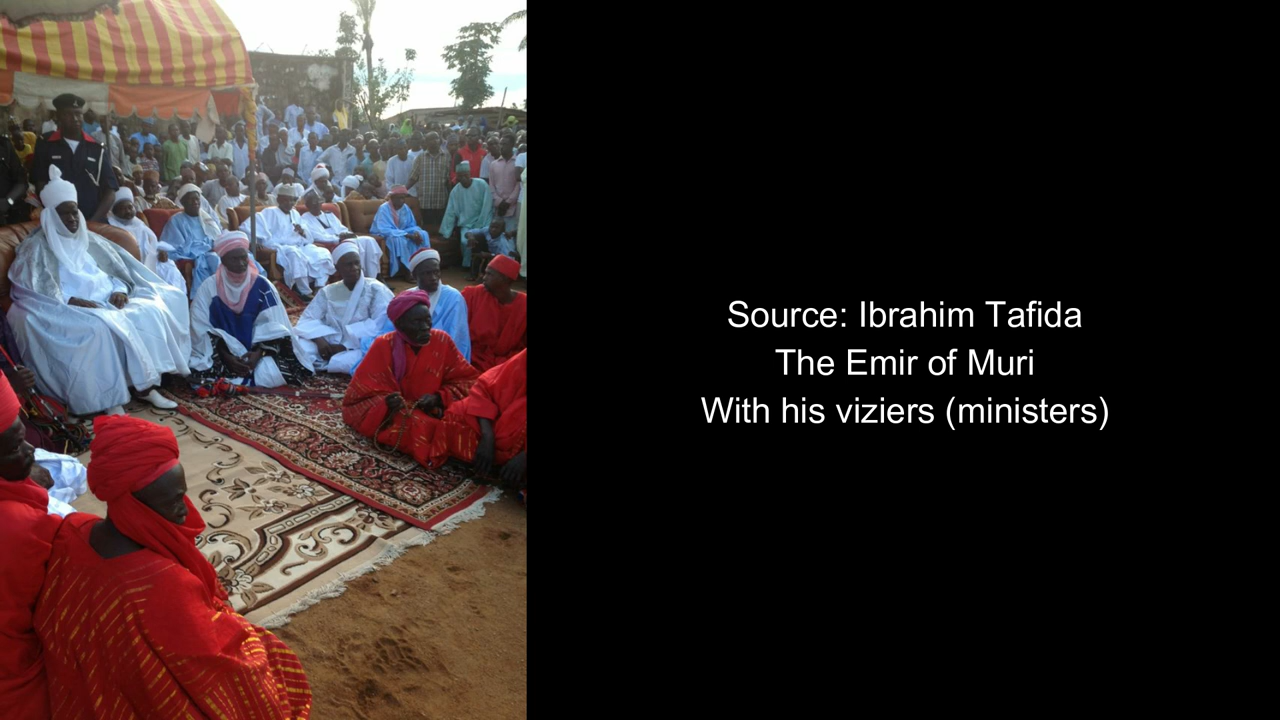 Source: Ibrahim Tafida
The Emir of Muri
With his viziers (ministers)